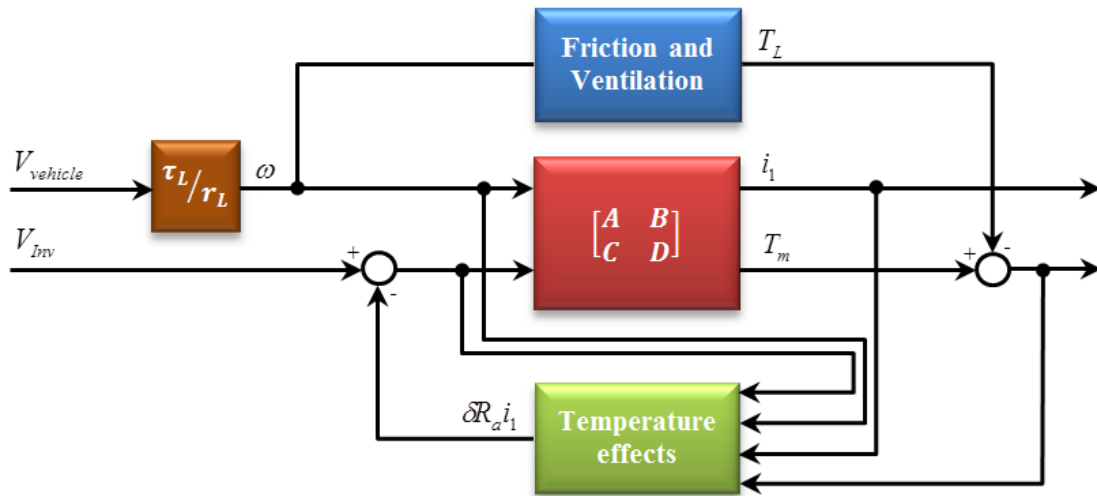 Friction and
Ventilation
T_L
V_vehicle
τ_L/r_L
ω
i_1
V_Inv
+
-
[A B
C D]
T_m
+
-
δR_a i_1
Temperature
effects